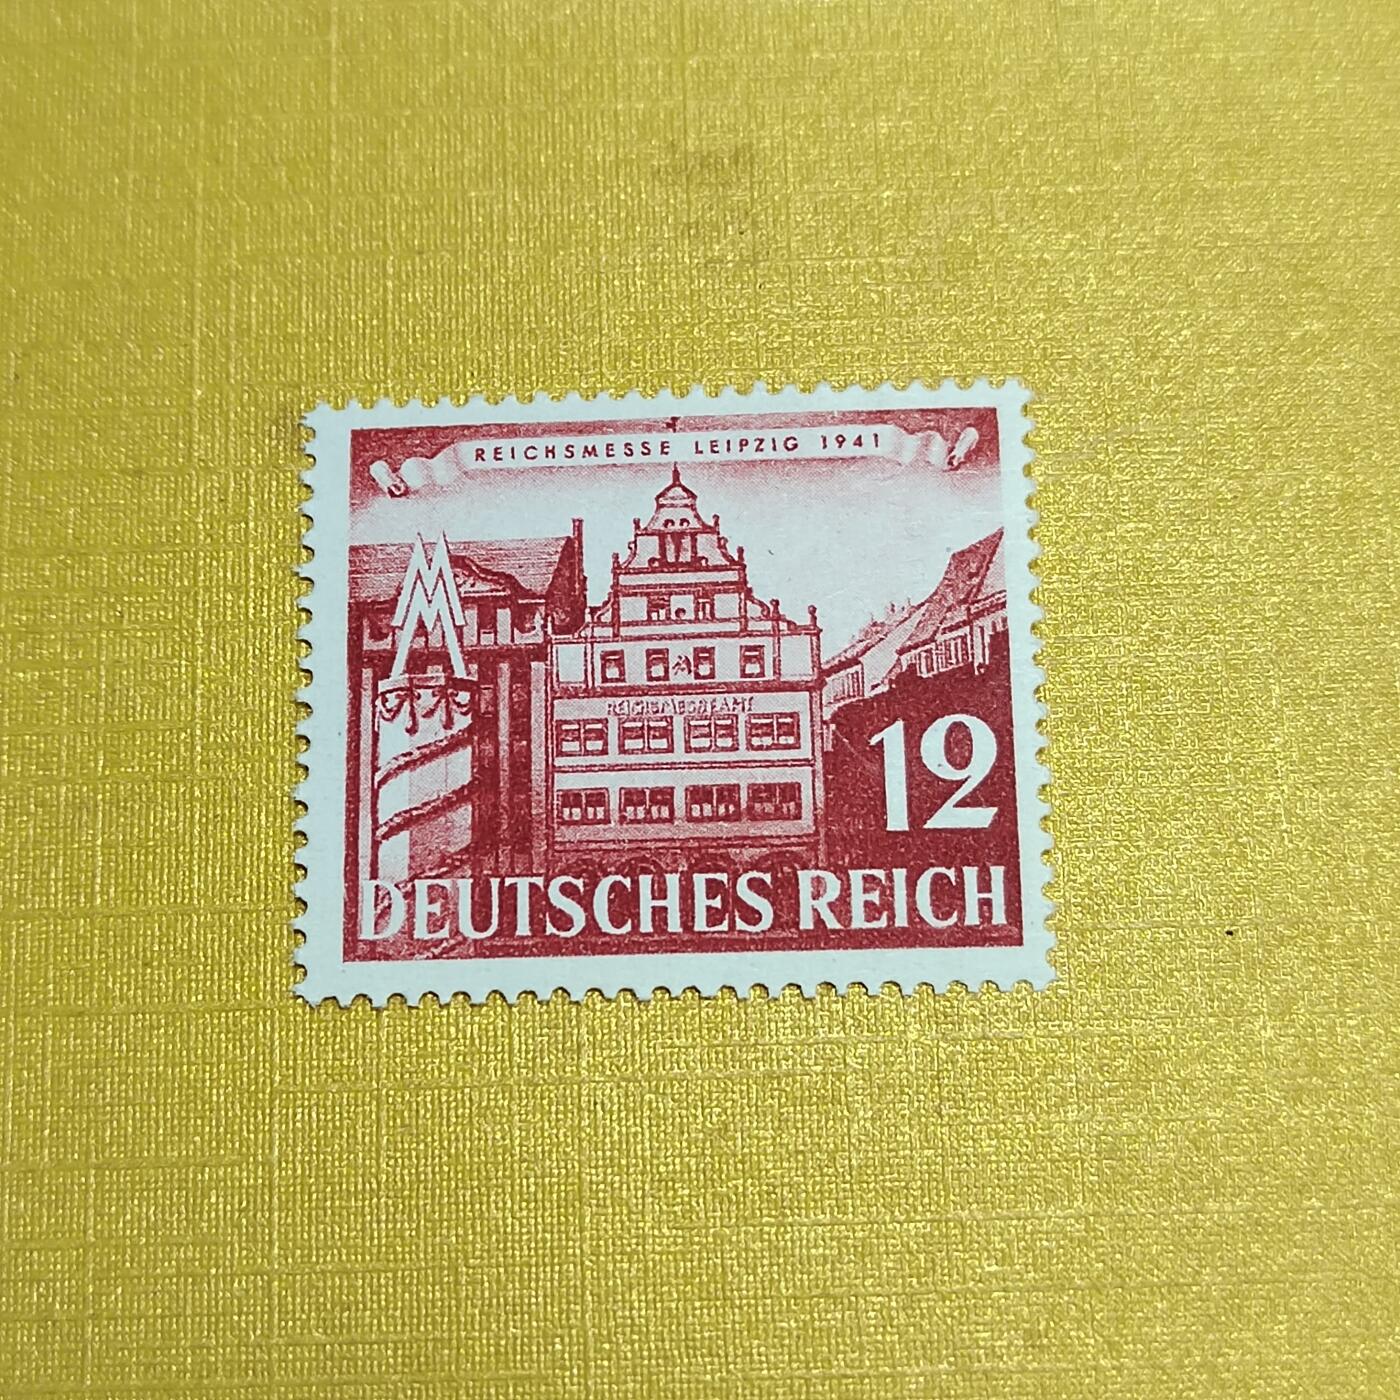 REICHSMESSE LEIPZIG 1941
M
REICHSMESSEAMT
12
DEUTSCHES REICH